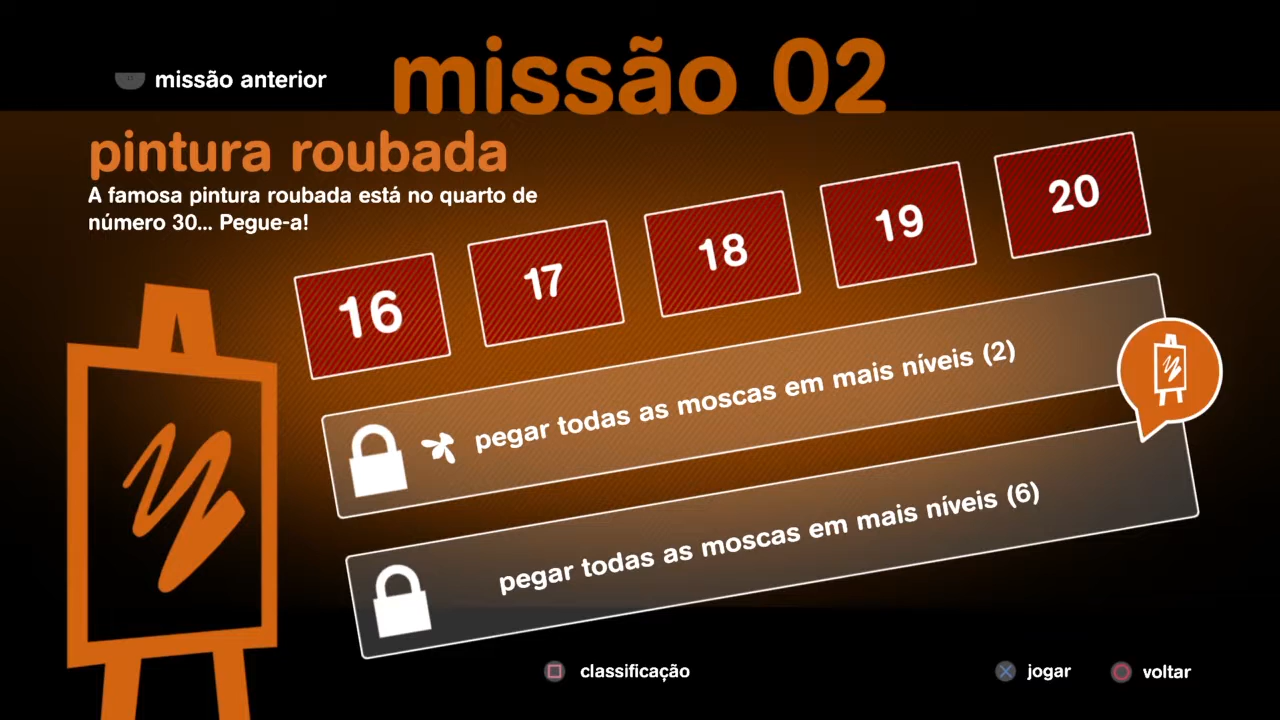 missão 02
missão anterior
pintura roubada
A famosa pintura roubada está no quarto de
número 30... Pegue-a!
16
17
18
19
20
pegar todas as moscas em mais níveis (2)
pegar todas as moscas em mais níveis (6)
classificação
jogar
voltar